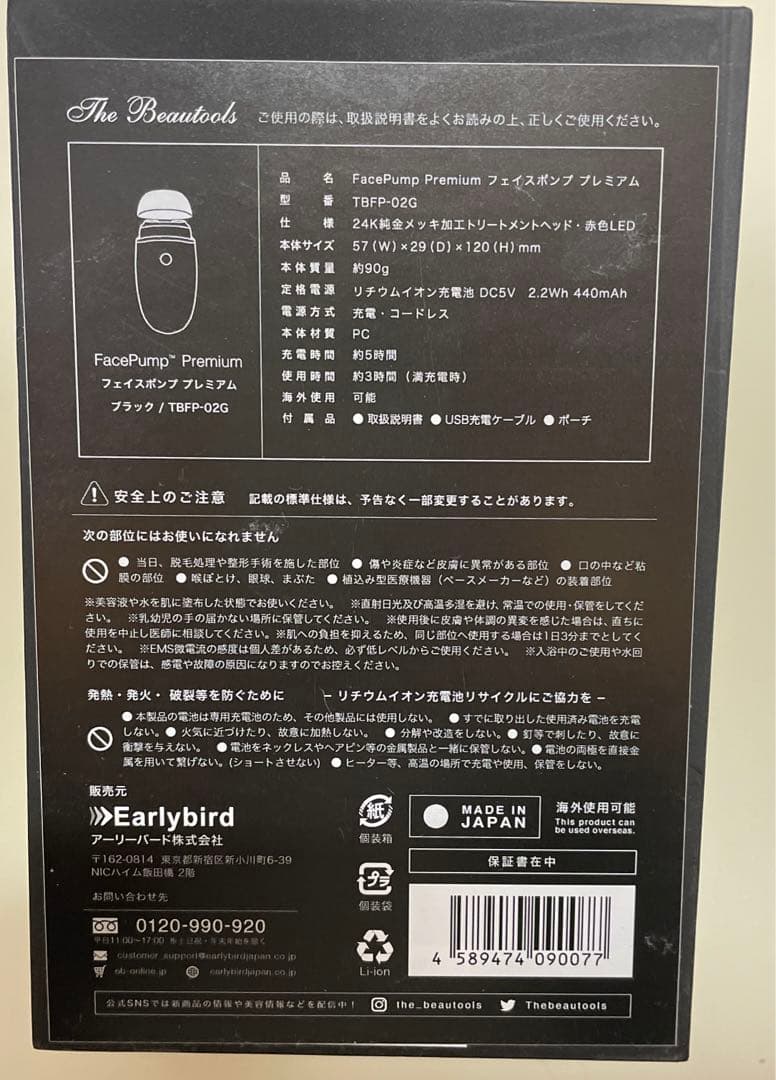 The Beautools ご使用の際は、取扱説明書をよくお読みの上、正しくご使用ください。
FacePump™ Premium
フェイスポンプ プレミアム
ブラック / TBFP-02G
品名 FacePump Premium フェイスポンプ プレミアム
型番 TBFP-02G
仕様 24K純金メッキ加工トリートメントヘッド・赤色LED
本体サイズ 57(W)×29(D)×120(H)mm
本体質量 約90g
定格電源 リチウムイオン充電池 DC5V 2.2Wh 440mAh
電源方式 充電・コードレス
本体材質 PC
充電時間 約5時間
使用時間 約3時間(満充電時)
海外使用 可能
付属品 ●取扱説明書 ●USB充電ケーブル ●ポーチ
安全上のご注意 記載の標準仕様は、予告なく一部変更することがあります。
次の部位にはお使いになれません
●当日、脱毛処理や整形手術を施した部位 ●傷や炎症など皮膚に異常がある部位 ●口の中など粘
膜の部位 ●喉ぼとけ、眼球、まぶた ●植込み型医療機器(ペースメーカーなど)の装着部位
※美容液や水を肌に塗布した状態でお使いください。 ※直射日光及び高温多湿を避け、常温での使用・保管をしてくだ
さい。 ※乳幼児の手の届かない場所に保管してください。 ※使用後に皮膚や体調の異変を感じた場合は、直ちに
使用を中止し医師に相談してください。※肌への負担を抑えるため、同じ部位へ使用する場合は1日3分までとしてく
ださい。 ※EMS微電流の感度は個人差があるため、必ず低レベルからご使用ください。 ※入浴中のご使用や水回
りでの保管は、感電や故障の原因になりますのでお控えください。
発熱・発火・破裂等を防ぐために － リチウムイオン充電池リサイクルにご協力を －
●本製品の電池は専用充電池のため、その他製品には使用しない。 ●すでに取り出した使用済み電池を充電
しない。●火気に近づけたり、故意に加熱しない。 ●分解や改造をしない。●釘等で刺したり、故意に
衝撃を与えない。 ●電池をネックレスやヘアピン等の金属製品と一緒に保管しない。●電池の両極を直接金
属を用いて繋げない。(ショートさせない) ●ヒーター等、高温の場所で充電や使用、保管をしない。
販売元
Earlybird
アーリーバード株式会社
〒162-0814 東京都新宿区新小川町6-39
NICハイム飯田橋 2階
お問い合わせ先
0120-990-920
平日11:00〜17:00 ※土日祝・年末年始を除く
customer_support@earlybirdjapan.co.jp
eb-online.jp earlybirdjapan.co.jp
紙
個装箱
プラ
個装袋
Li-ion
MADE IN
JAPAN
海外使用可能
This product can
be used overseas.
保証書在中
4 589474 090077
公式SNSでは新商品の情報や美容情報などを配信中! the_beautools Thebeautools